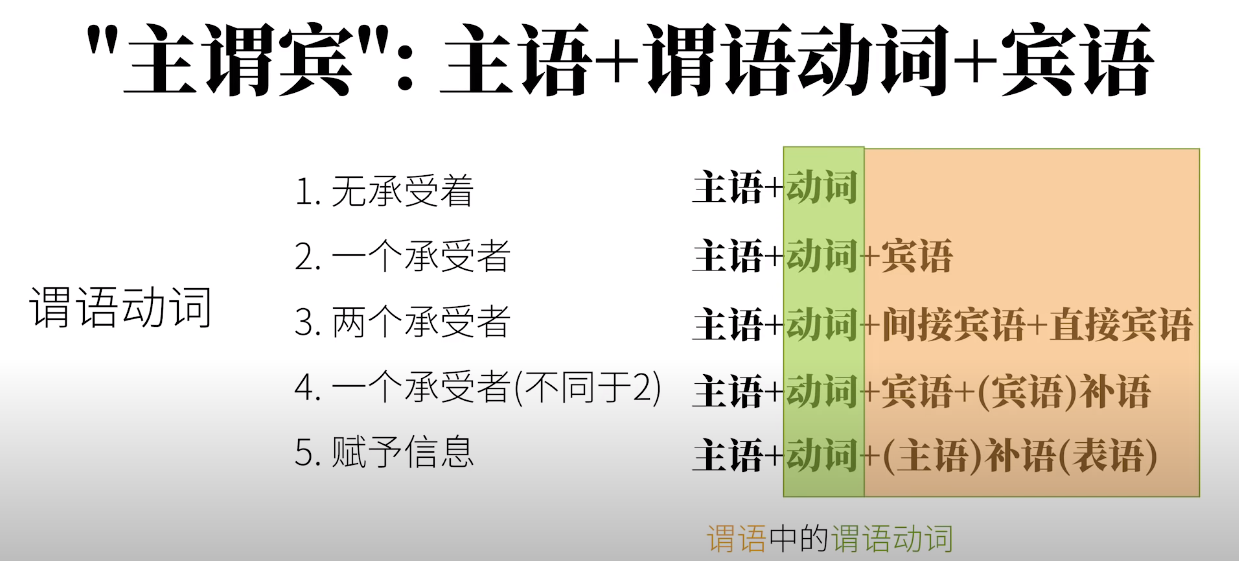 "主谓宾": 主语+谓语动词+宾语
谓语动词
1. 无承受着 主语+动词
2. 一个承受者 主语+动词+宾语
3. 两个承受者 主语+动词+间接宾语+直接宾语
4. 一个承受者(不同于2) 主语+动词+宾语+(宾语)补语
5. 赋予信息 主语+动词+(主语)补语(表语)
谓语中的谓语动词